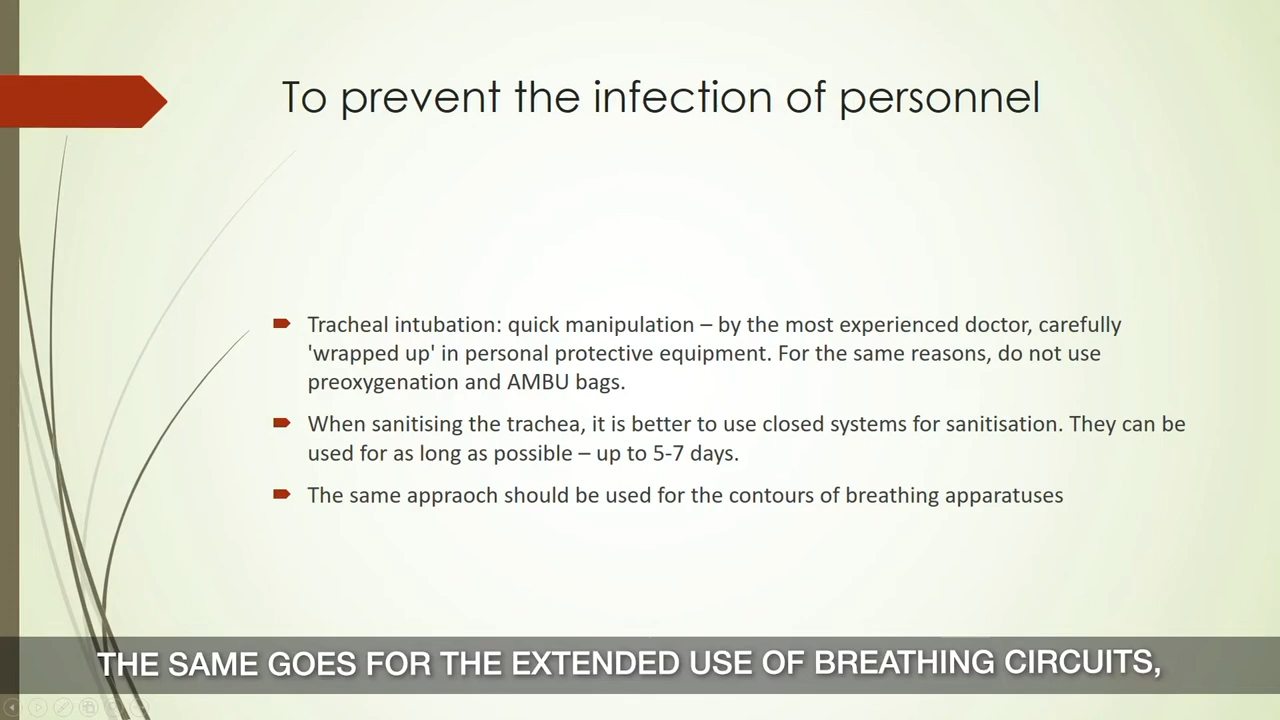 To prevent the infection of personnel
Tracheal intubation: quick manipulation – by the most experienced doctor, carefully
'wrapped up' in personal protective equipment. For the same reasons, do not use
preoxygenation and AMBU bags.
When sanitising the trachea, it is better to use closed systems for sanitisation. They can be
used for as long as possible – up to 5-7 days.
The same appraoch should be used for the contours of breathing apparatuses
THE SAME GOES FOR THE EXTENDED USE OF BREATHING CIRCUITS,